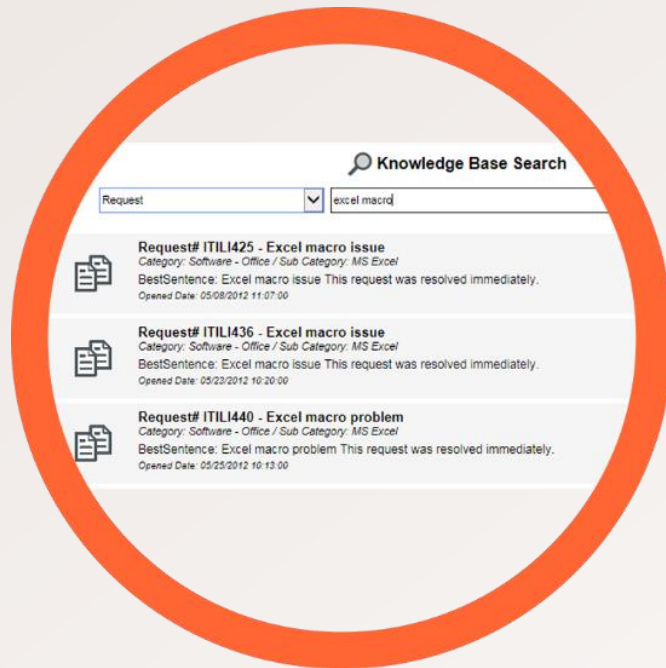 Knowledge Base Search
Request excel macro
Request# ITILI425 - Excel macro issue
Category: Software - Office / Sub Category: MS Excel
BestSentence: Excel macro issue This request was resolved immediately.
Opened Date: 05/08/2012 11:07:00
Request# ITILI436 - Excel macro issue
Category: Software - Office / Sub Category: MS Excel
BestSentence: Excel macro issue This request was resolved immediately.
Opened Date: 05/23/2012 10:20:00
Request# ITILI440 - Excel macro problem
Category: Software - Office / Sub Category: MS Excel
BestSentence: Excel macro problem This request was resolved immediately.
Opened Date: 05/25/2012 10:13:00